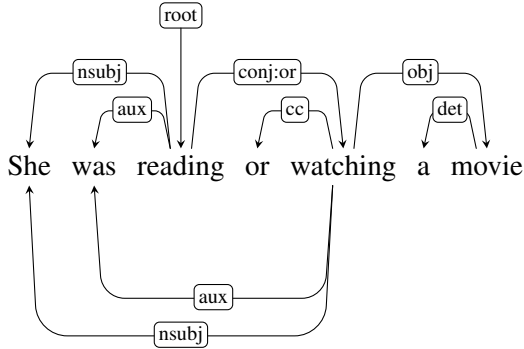 root
nsubj conj:or obj
aux cc det
She was reading or watching a movie
aux
nsubj